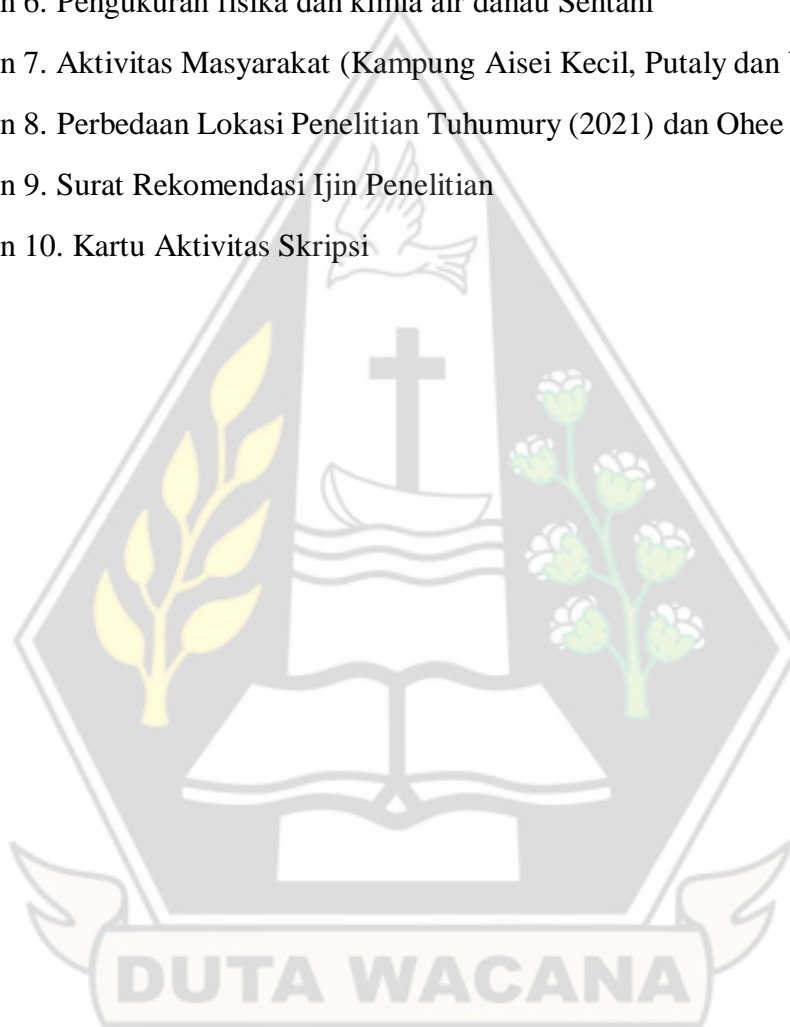 n 6. Pengukuran fisika dan kimia air danau Sentani
n 7. Aktivitas Masyarakat (Kampung Aisei Kecil, Putaly dan
n 8. Perbedaan Lokasi Penelitian Tuhumury (2021) dan Ohee
n 9. Surat Rekomendasi Ijin Penelitian
n 10. Kartu Aktivitas Skripsi
DUTA WACANA